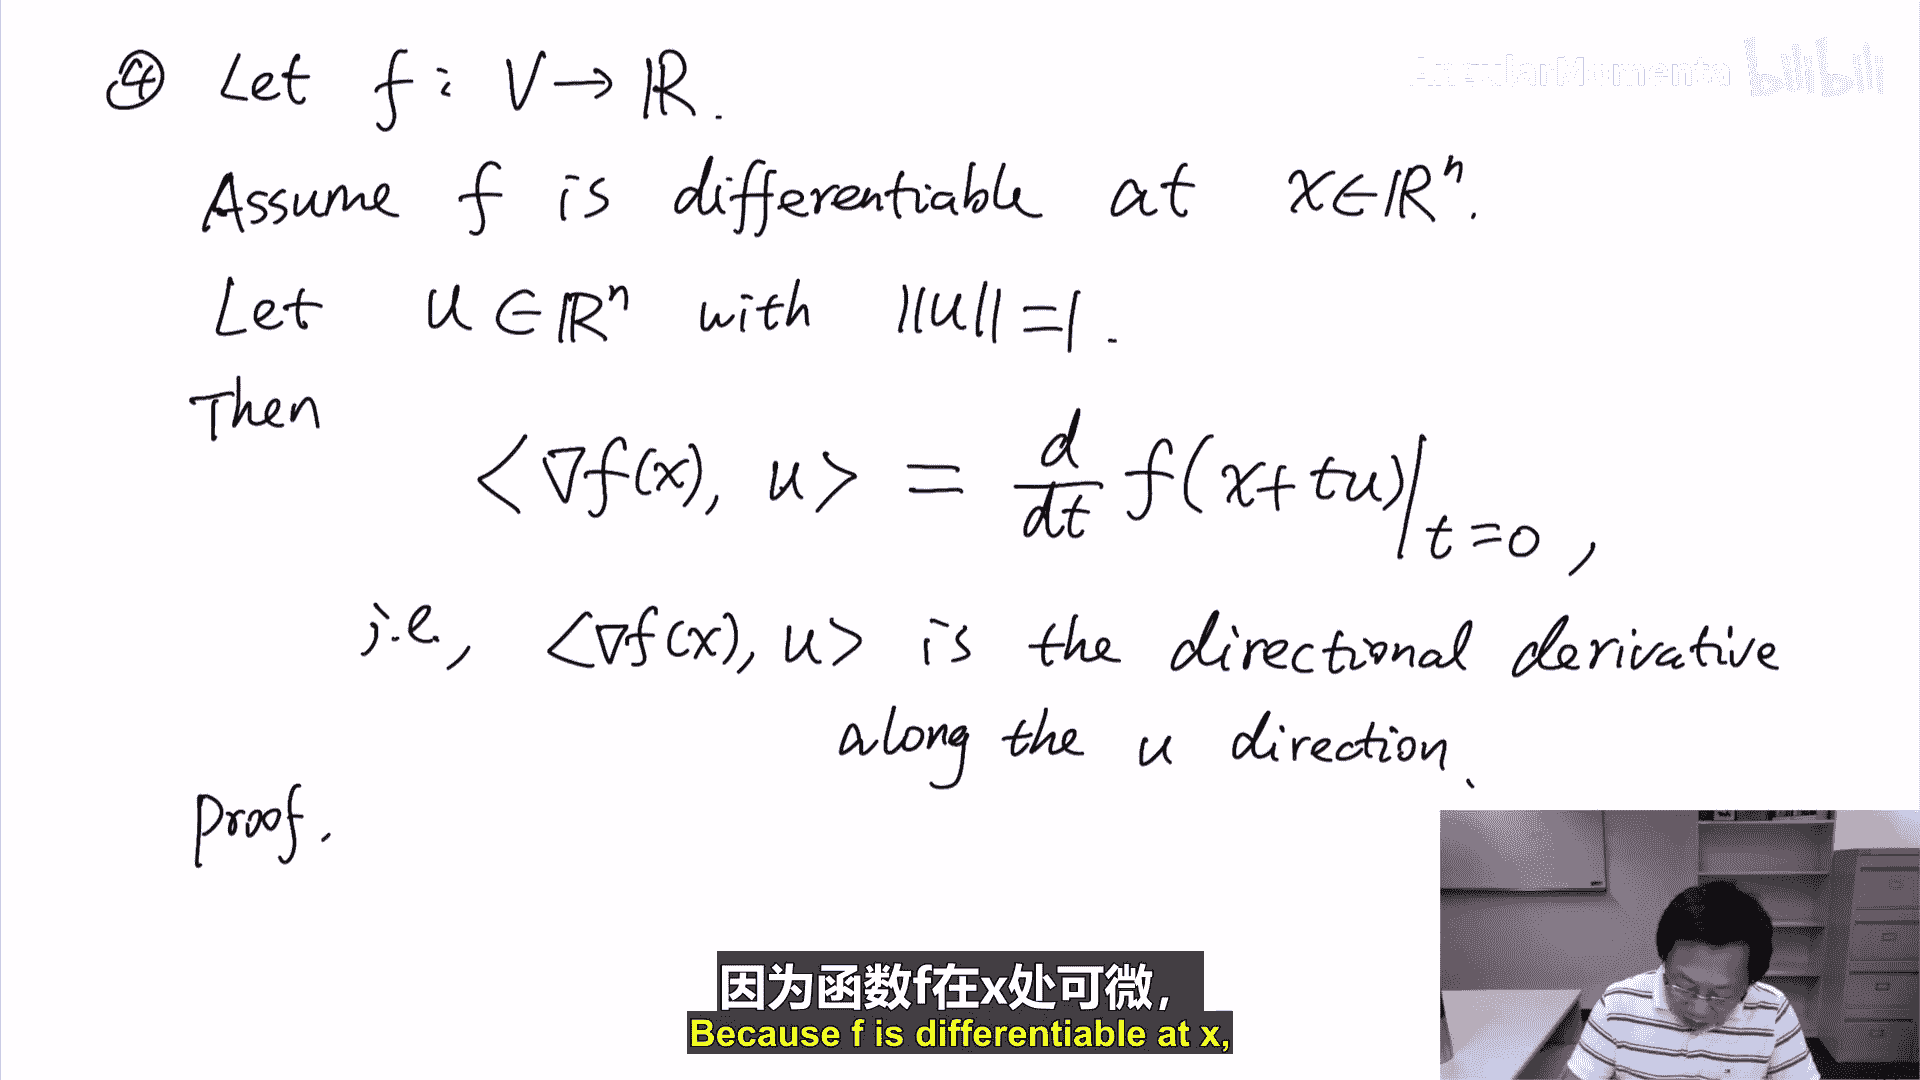 ④ Let f: V→ℝ.
AngularMomenta bilibili
Assume f is differentiable at x∈ℝⁿ.
Let u∈ℝⁿ with ||u||=1.
Then
<∇f(x), u> = d/dt f(x+tu)|t=0,
i.e., <∇f(x), u> is the directional derivative
along the u direction.
Proof.
因为函数f在x处可微,
Because f is differentiable at x,